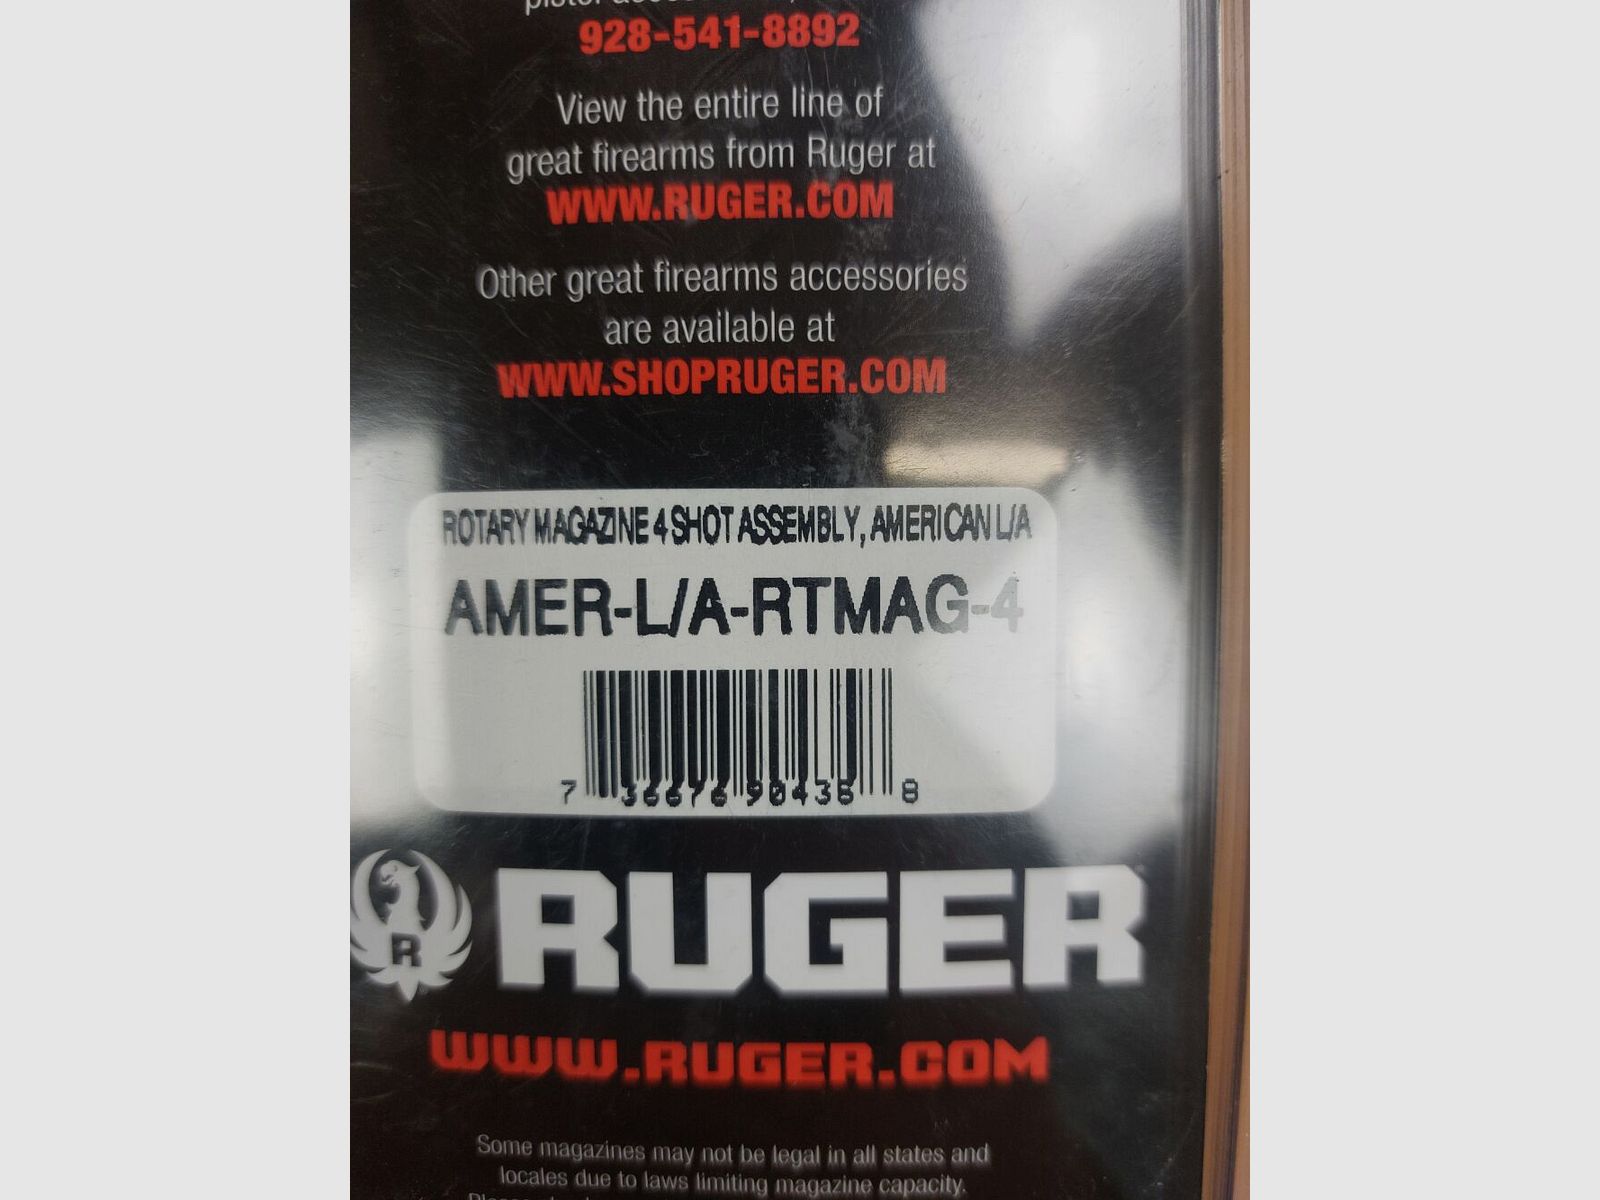 928-541-8892
View the entire line of
great firearms from Ruger at
WWW.RUGER.COM
Other great firearms accessories
are available at
WWW.SHOPRUGER.COM
ROTARY MAGAZINE 4 SHOT ASSEMBLY, AMERICAN L/A
AMER-L/A-RTMAG-4
7 36676 90438 8
R RUGER
WWW.RUGER.COM
Some magazines may not be legal in all states and
locales due to laws limiting magazine capacity.